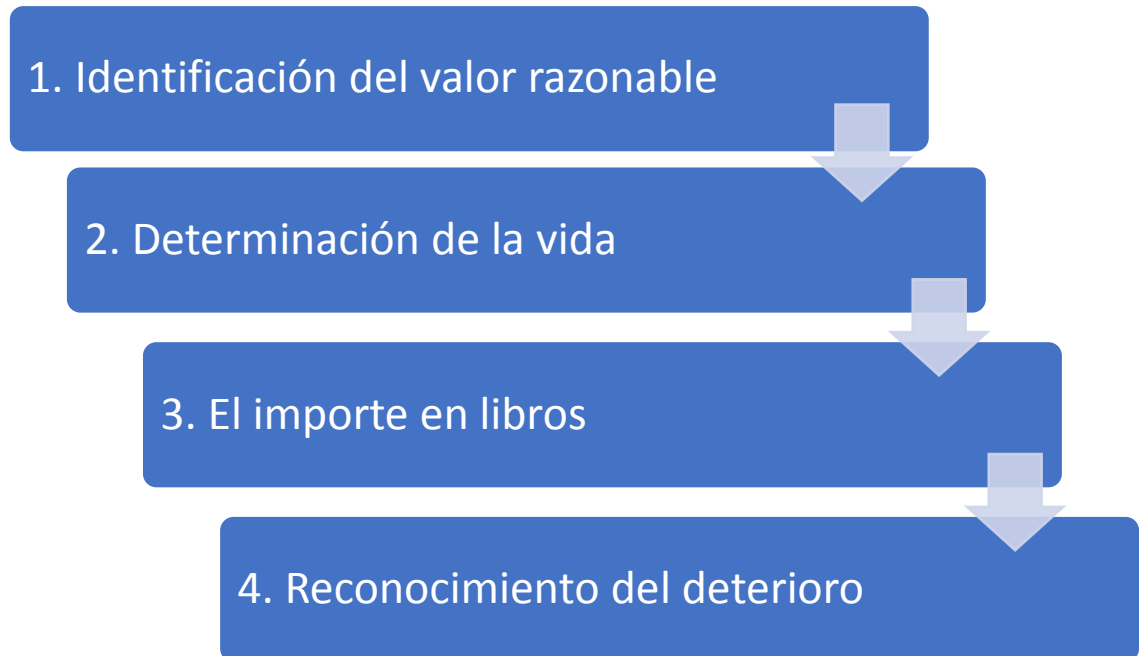 1. Identificación del valor razonable
2. Determinación de la vida
3. El importe en libros
4. Reconocimiento del deterioro